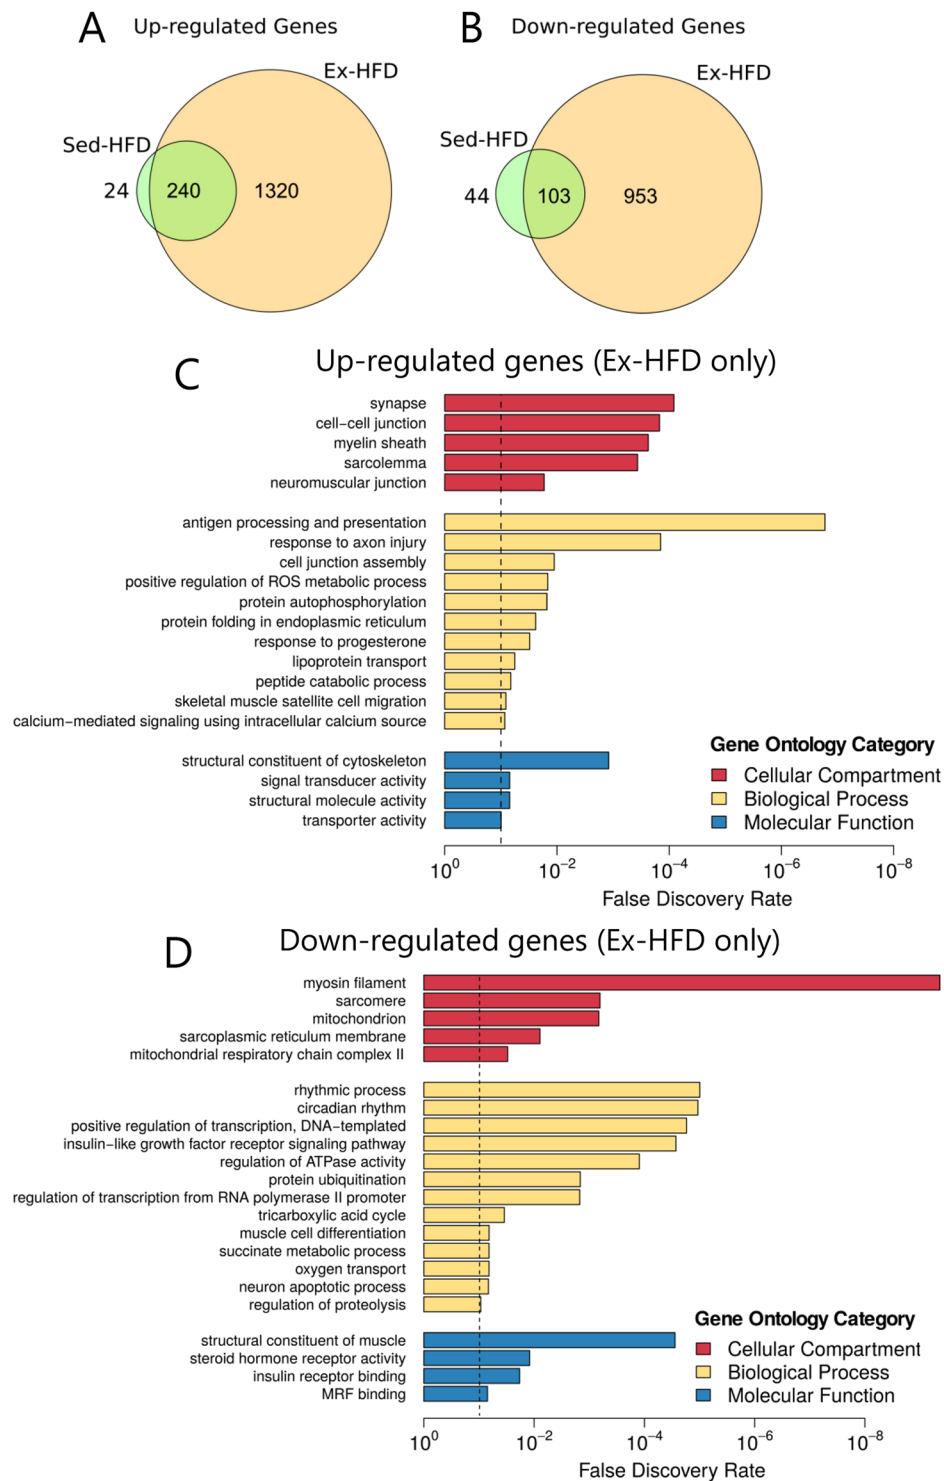 A Up-regulated Genes
Ex-HFD
Sed-HFD
24 240 1320
B Down-regulated Genes
Ex-HFD
Sed-HFD
44 103 953
C Up-regulated genes (Ex-HFD only)
synapse
cell−cell junction
myelin sheath
sarcolemma
neuromuscular junction
antigen processing and presentation
response to axon injury
cell junction assembly
positive regulation of ROS metabolic process
protein autophosphorylation
protein folding in endoplasmic reticulum
response to progesterone
lipoprotein transport
peptide catabolic process
skeletal muscle satellite cell migration
calcium−mediated signaling using intracellular calcium source
structural constituent of cytoskeleton
signal transducer activity
structural molecule activity
transporter activity
Gene Ontology Category
Cellular Compartment
Biological Process
Molecular Function
10⁰ 10⁻² 10⁻⁴ 10⁻⁶ 10⁻⁸
False Discovery Rate
D Down-regulated genes (Ex-HFD only)
myosin filament
sarcomere
mitochondrion
sarcoplasmic reticulum membrane
mitochondrial respiratory chain complex II
rhythmic process
circadian rhythm
positive regulation of transcription, DNA−templated
insulin−like growth factor receptor signaling pathway
regulation of ATPase activity
protein ubiquitination
regulation of transcription from RNA polymerase II promoter
tricarboxylic acid cycle
muscle cell differentiation
succinate metabolic process
oxygen transport
neuron apoptotic process
regulation of proteolysis
structural constituent of muscle
steroid hormone receptor activity
insulin receptor binding
MRF binding
Gene Ontology Category
Cellular Compartment
Biological Process
Molecular Function
10⁰ 10⁻² 10⁻⁴ 10⁻⁶ 10⁻⁸
False Discovery Rate